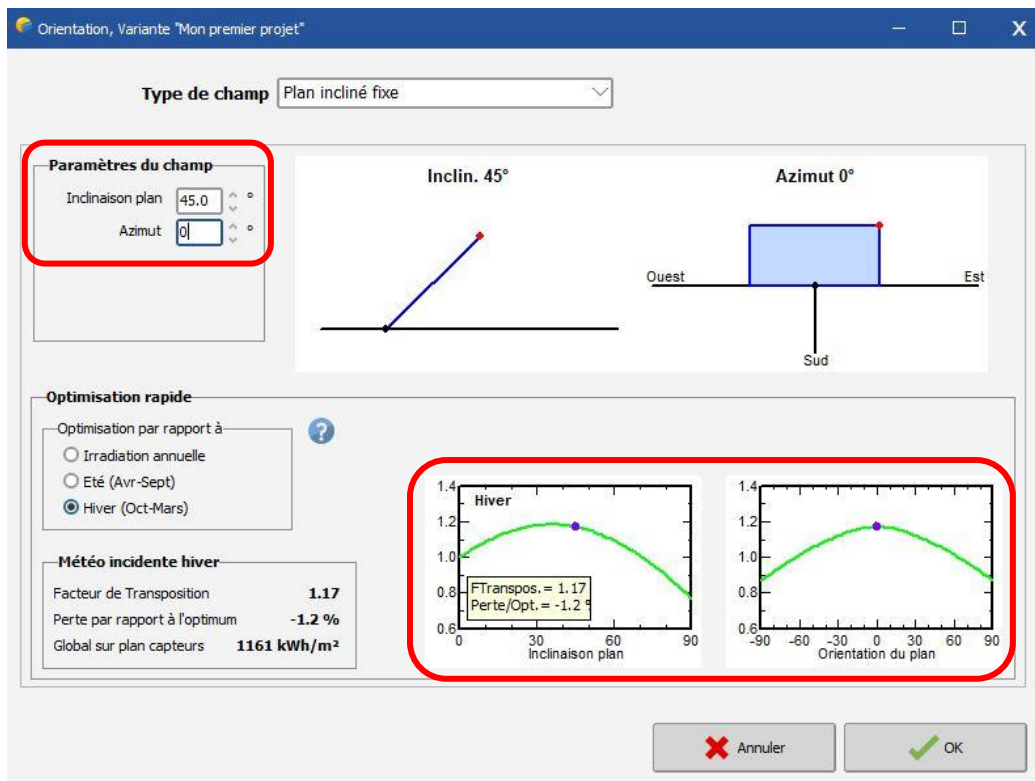 Orientation, Variante "Mon premier projet"
Type de champ Plan incliné fixe
Paramètres du champ
Inclinaison plan 45.0 °
Azimut 0 °
Inclin. 45°
Azimut 0°
Ouest
Est
Sud
Optimisation rapide
Optimisation par rapport à
?
Irradiation annuelle
Eté (Avr-Sept)
Hiver (Oct-Mars)
Météo incidente hiver
Facteur de Transposition 1.17
Perte par rapport à l'optimum -1.2 %
Global sur plan capteurs 1161 kWh/m²
1.4
Hiver
1.2
1.0
0.8
FTranspos.= 1.17
Perte/Opt.= -1.2 %
0.6
0 30 60 90
Inclinaison plan
1.4
1.2
1.0
0.8
0.6
-90 -60 -30 0 30 60 90
Orientation du plan
Annuler
OK